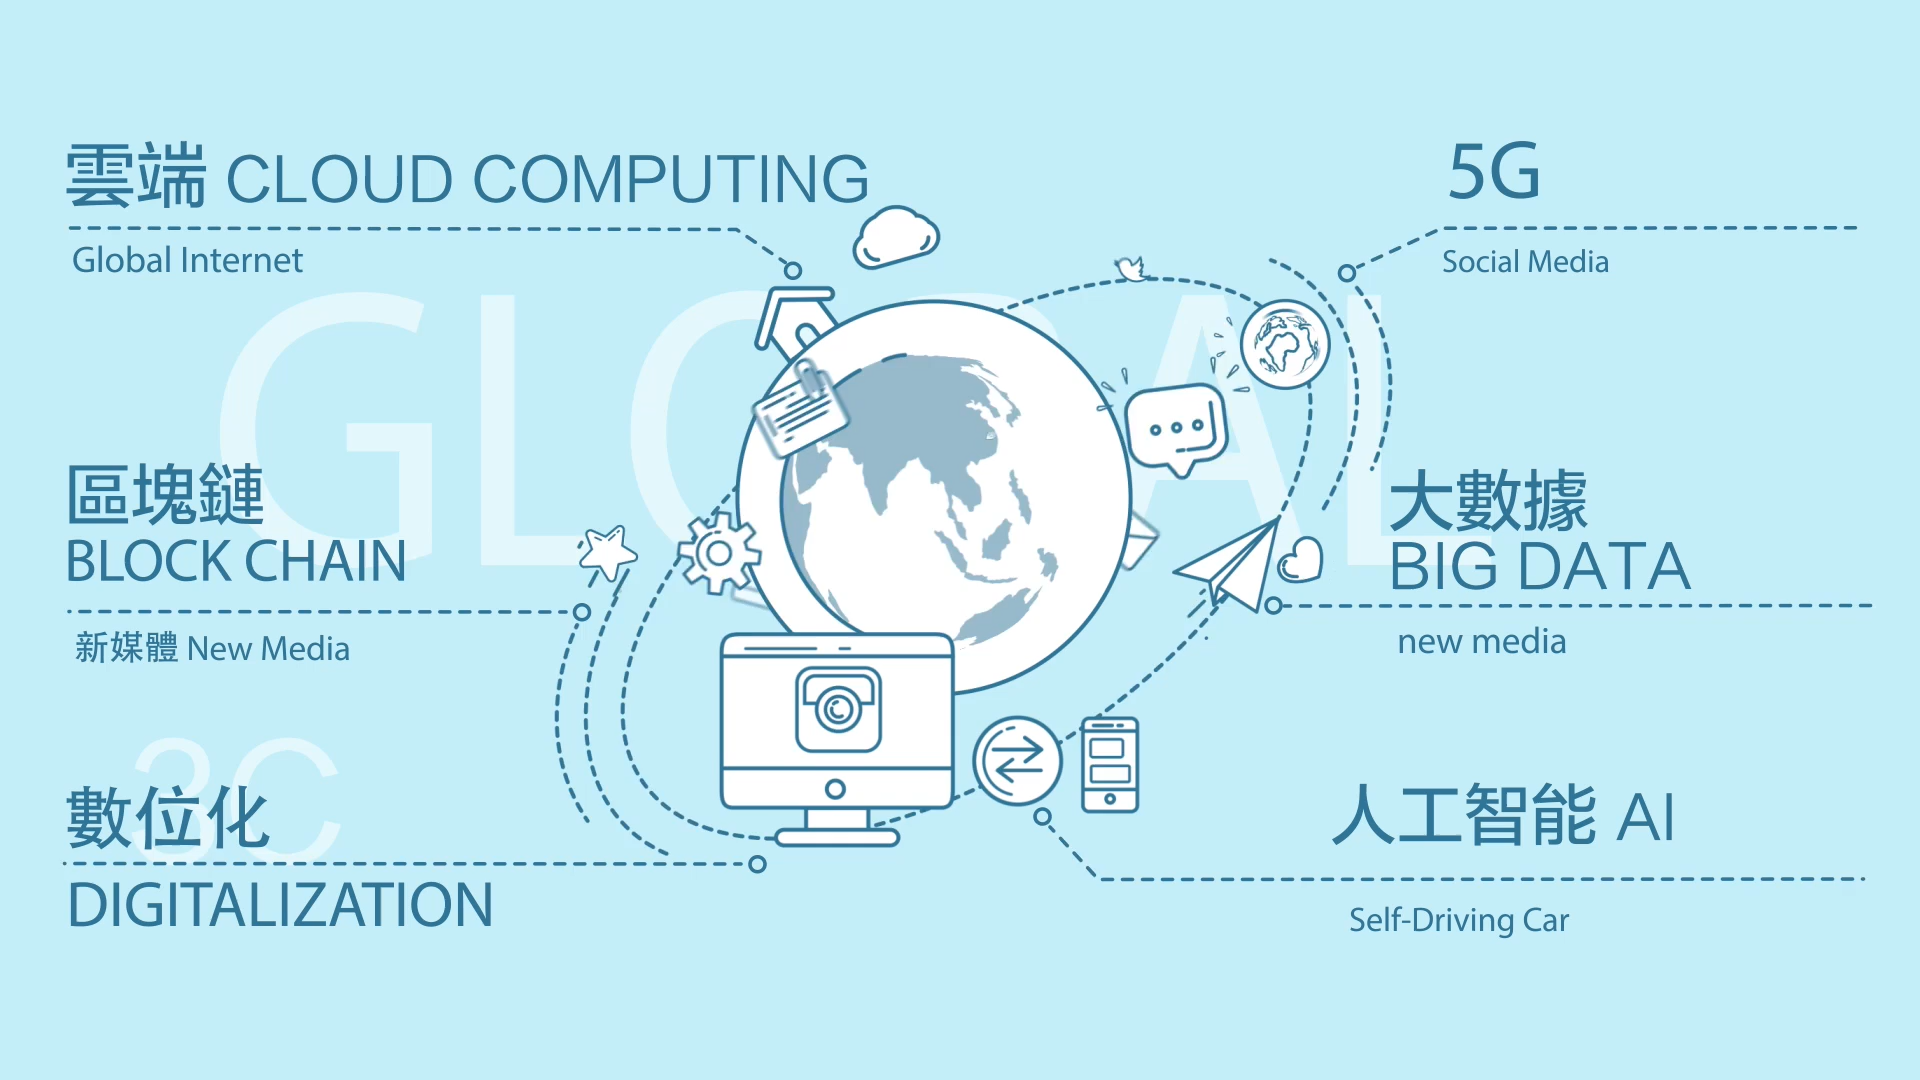 雲端 CLOUD COMPUTING
Global Internet
5G
Social Media
GLOBAL
區塊鏈
BLOCK CHAIN
新媒體 New Media
大數據
BIG DATA
new media
3C
數位化
DIGITALIZATION
人工智能 AI
Self-Driving Car